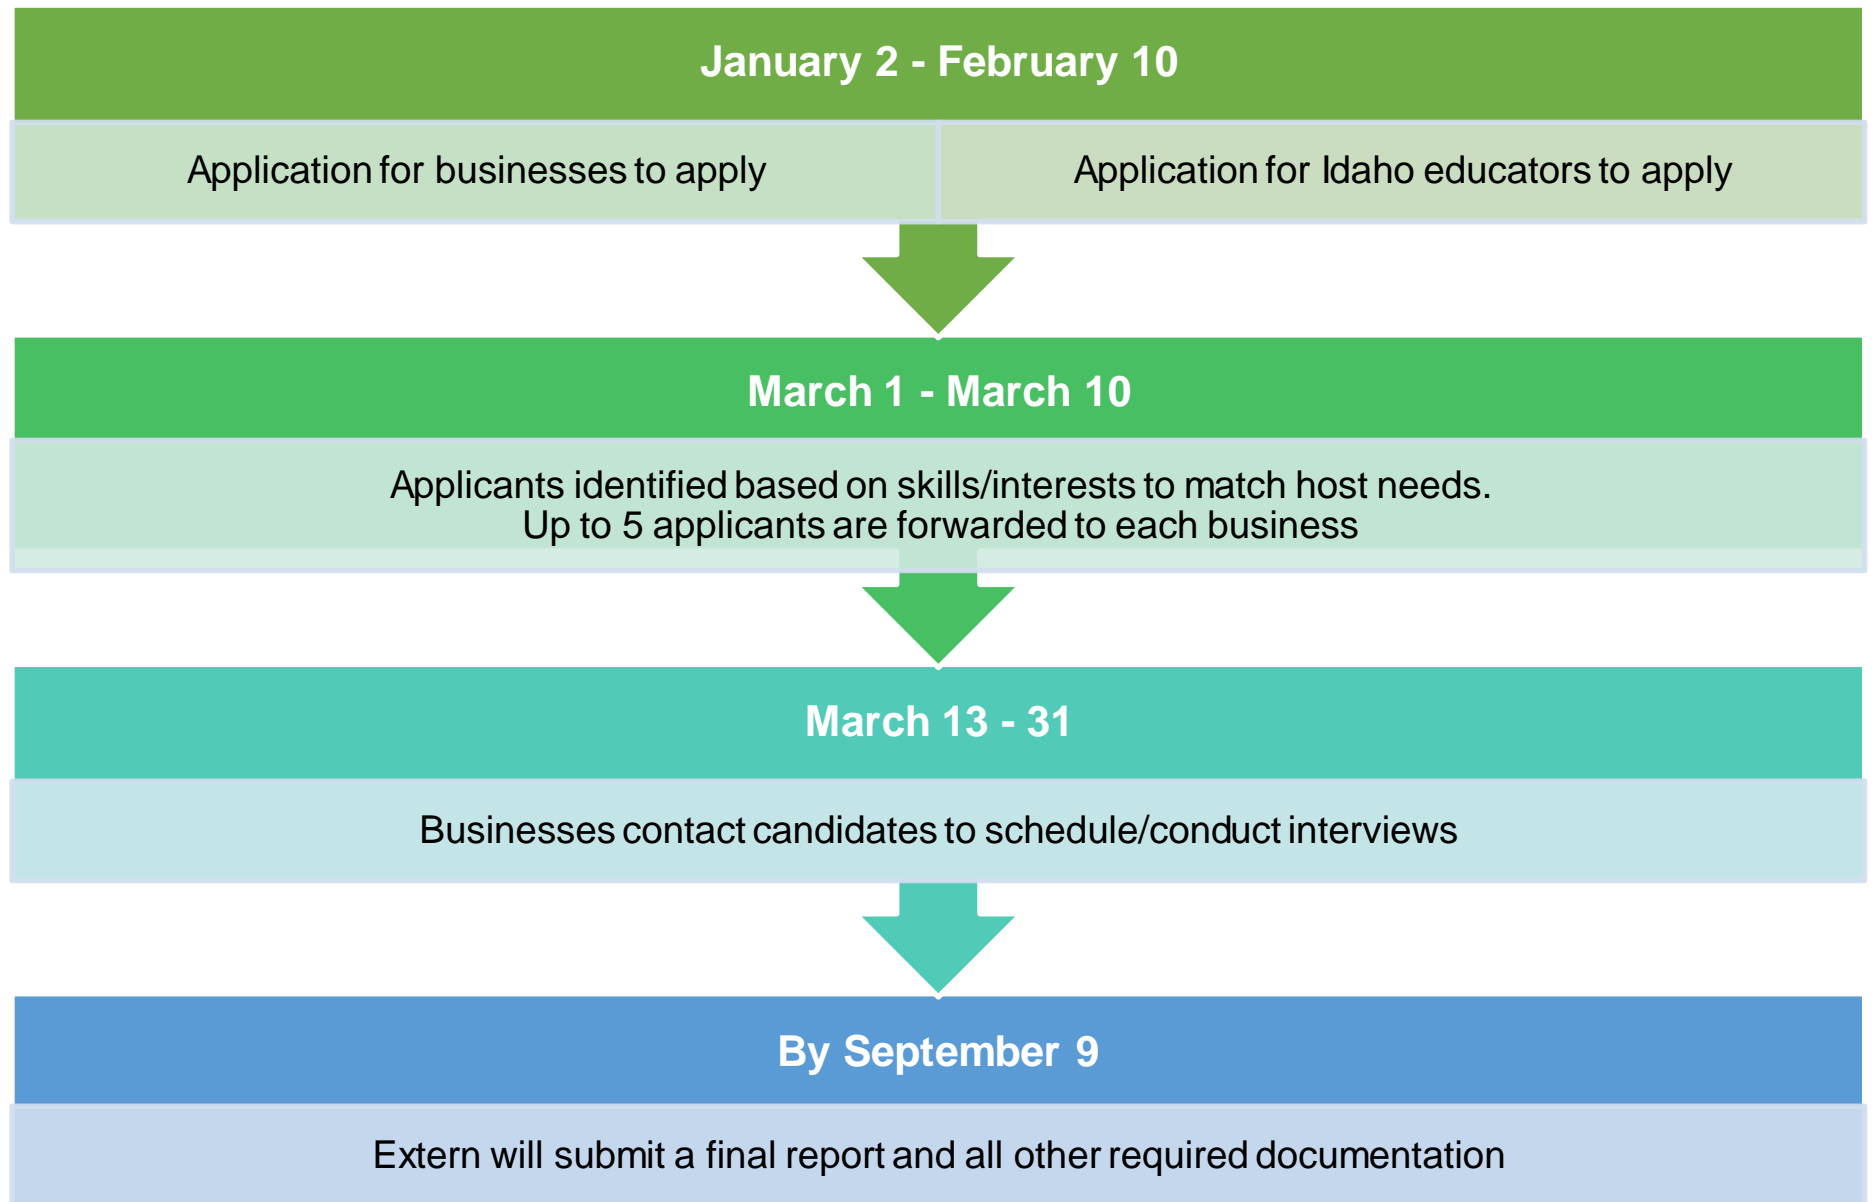 January 2 - February 10
Application for businesses to apply
Application for Idaho educators to apply
March 1 - March 10
Applicants identified based on skills/interests to match host needs.
Up to 5 applicants are forwarded to each business
March 13 - 31
Businesses contact candidates to schedule/conduct interviews
By September 9
Extern will submit a final report and all other required documentation